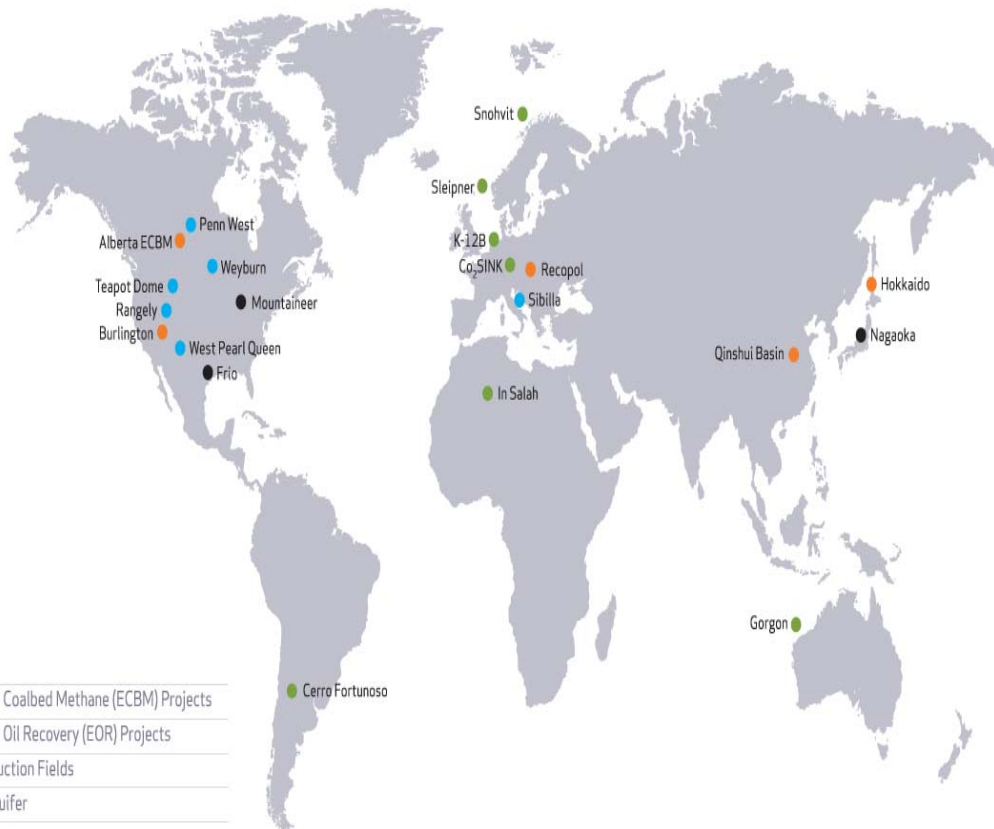 Snohvit
Sleipner
Penn West
Alberta ECBM
K-12B
Co₂SINK
Recopol
Weyburn
Teapot Dome
Hokkaido
Mountaineer
Sibilla
Rangely
Burlington
Nagaoka
West Pearl Queen
Qinshui Basin
Frio
In Salah
Gorgon
Cerro Fortunoso
Coalbed Methane (ECBM) Projects
Oil Recovery (EOR) Projects
uction Fields
uifer